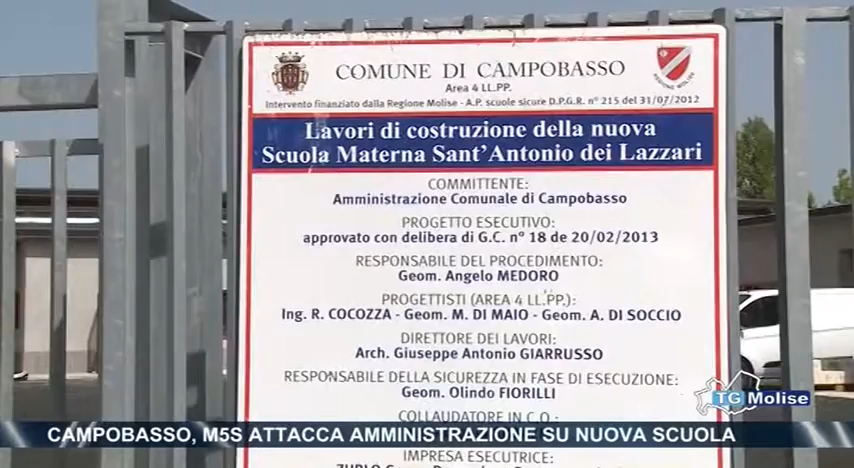 COMUNE DI CAMPOBASSO
Area 4 LL.PP.
Intervento finanziato dalla Regione Molise - A.P. scuole sicure D.P.G.R. n° 215 del 31/07/2012
REGIONE MOLISE
Lavori di costruzione della nuova
Scuola Materna Sant'Antonio dei Lazzari
COMMITTENTE:
Amministrazione Comunale di Campobasso
PROGETTO ESECUTIVO:
approvato con delibera di G.C. n° 18 de 20/02/2013
RESPONSABILE DEL PROCEDIMENTO:
Geom. Angelo MEDORO
PROGETTISTI (AREA 4 LL.PP.):
Ing. R. COCOZZA - Geom. M. DI MAIO - Geom. A. DI SOCCIO
DIRETTORE DEI LAVORI:
Arch. Giuseppe Antonio GIARRUSSO
RESPONSABILE DELLA SICUREZZA IN FASE DI ESECUZIONE:
Geom. Olindo FIORILLI
COLLAUDATORE IN C.O.:
TG Molise
CAMPOBASSO, M5S ATTACCA AMMINISTRAZIONE SU NUOVA SCUOLA
IMPRESA ESECUTRICE: